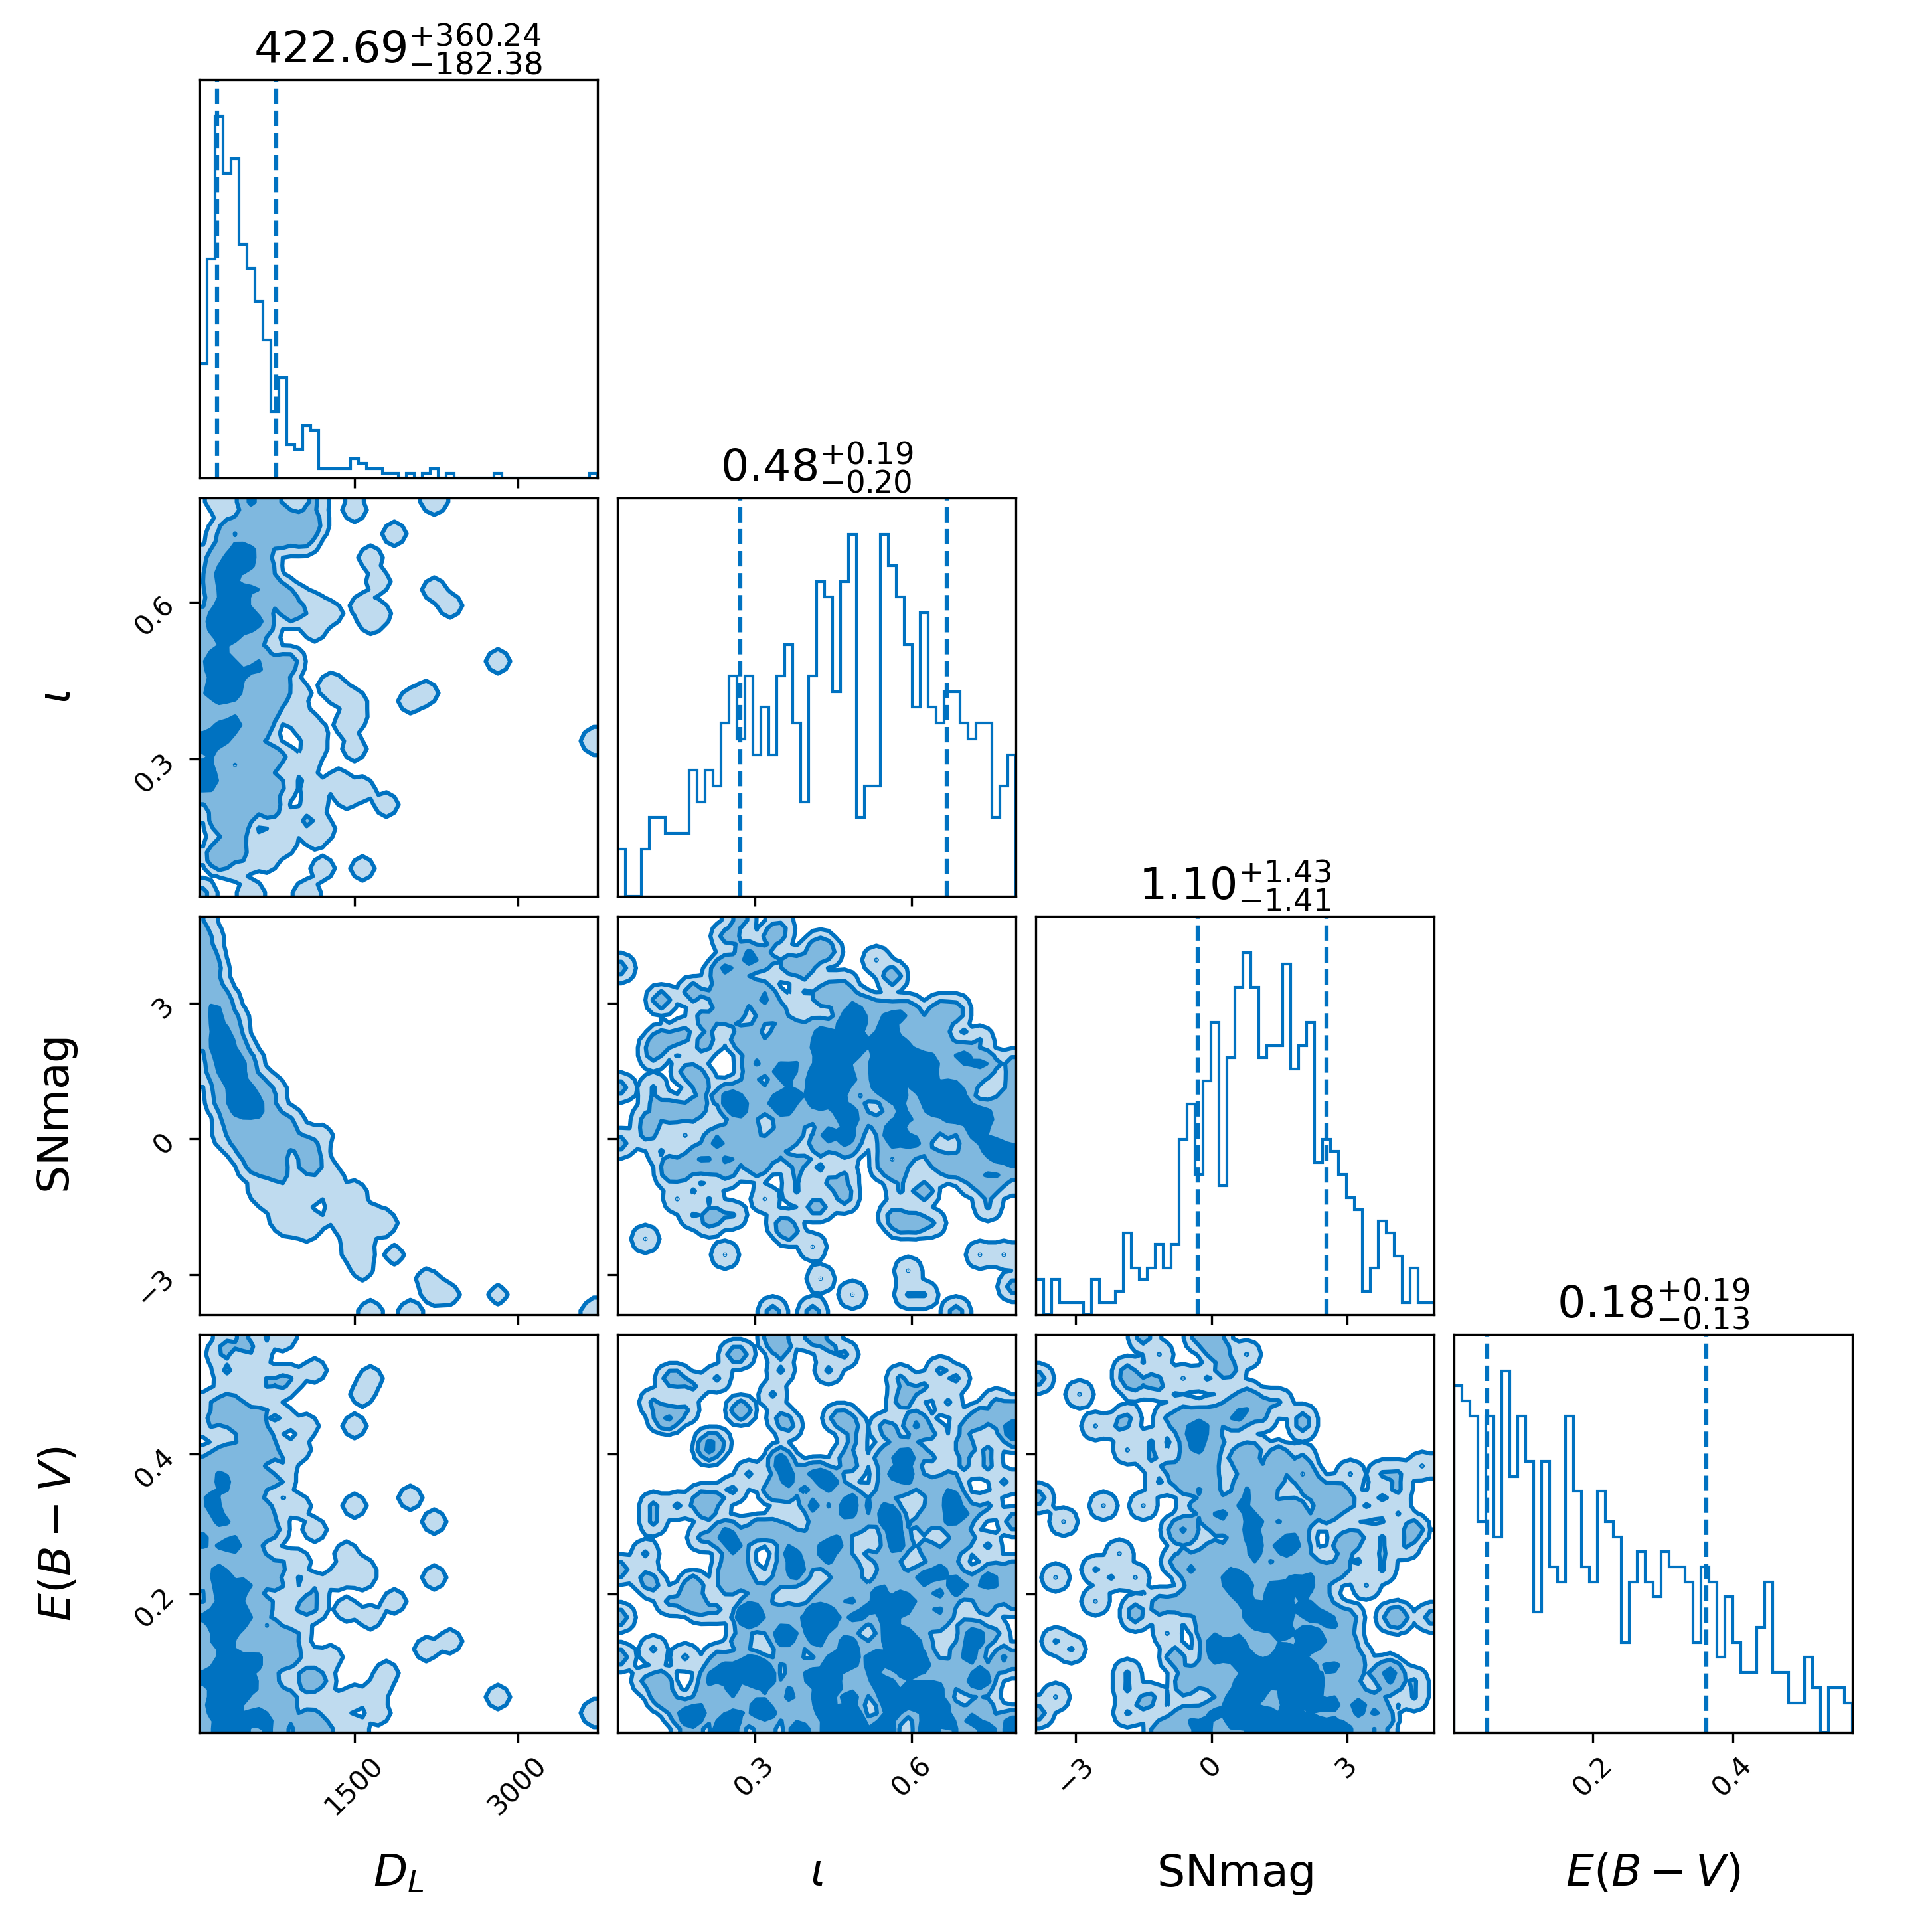 422.69+360.24−182.38
0.48+0.19−0.20
ι
0.6
0.3
1.10+1.43−1.41
SNmag
3
0
−3
0.18+0.19−0.13
E(B − V)
0.4
0.2
1500 3000 0.3 0.6 −3 0 3 0.2 0.4
D_L ι SNmag E(B − V)